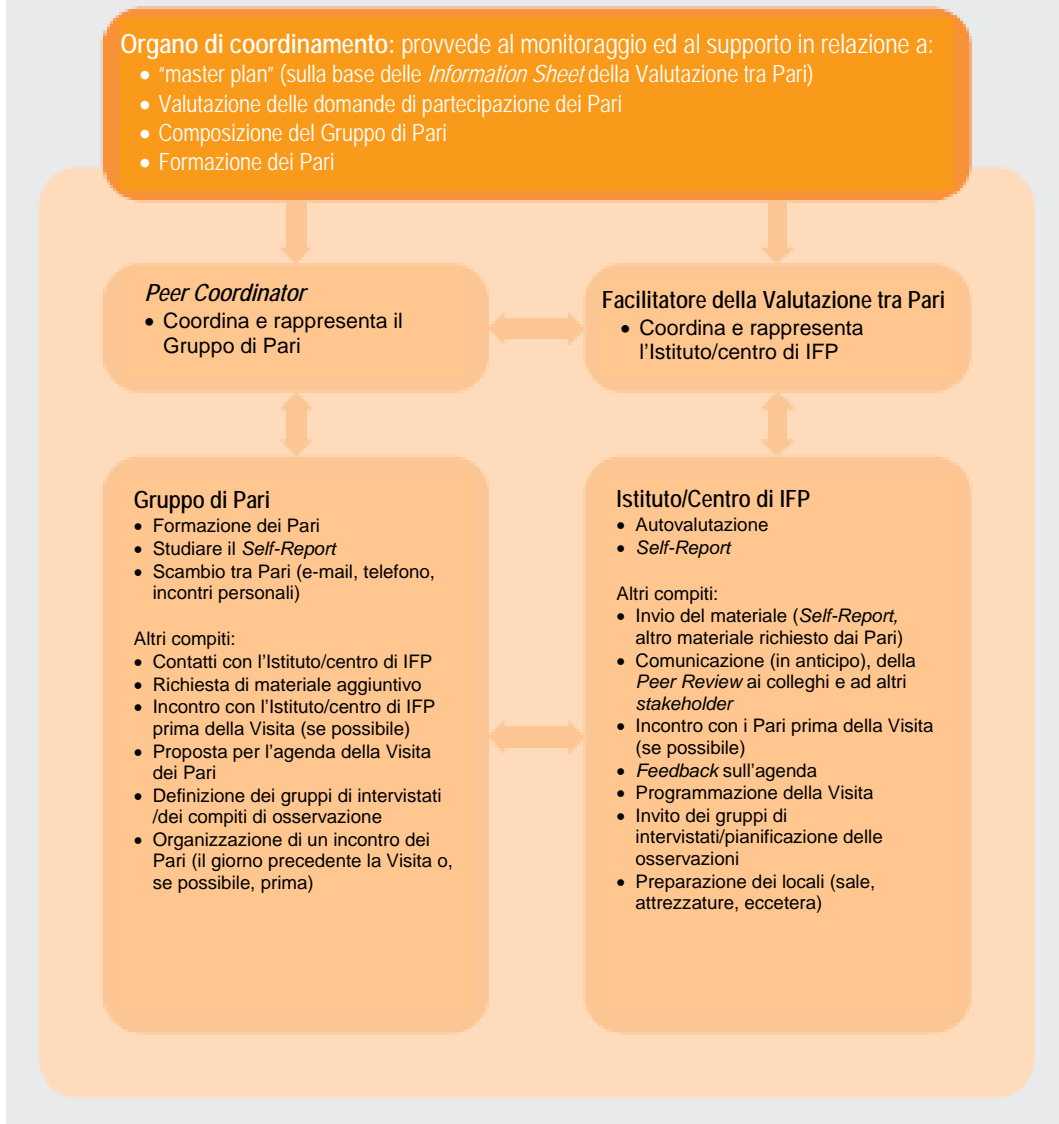 Organo di coordinamento: provvede al monitoraggio ed al supporto in relazione a:
• “master plan” (sulla base delle Information Sheet della Valutazione tra Pari)
• Valutazione delle domande di partecipazione dei Pari
• Composizione del Gruppo di Pari
• Formazione dei Pari
Peer Coordinator
• Coordina e rappresenta il
Gruppo di Pari
Facilitatore della Valutazione tra Pari
• Coordina e rappresenta
l’Istituto/centro di IFP
Gruppo di Pari
• Formazione dei Pari
• Studiare il Self-Report
• Scambio tra Pari (e-mail, telefono,
incontri personali)
Altri compiti:
• Contatti con l’Istituto/centro di IFP
• Richiesta di materiale aggiuntivo
• Incontro con l’Istituto/centro di IFP
prima della Visita (se possibile)
• Proposta per l’agenda della Visita
dei Pari
• Definizione dei gruppi di intervistati
/dei compiti di osservazione
• Organizzazione di un incontro dei
Pari (il giorno precedente la Visita o,
se possibile, prima)
Istituto/Centro di IFP
• Autovalutazione
• Self-Report
Altri compiti:
• Invio del materiale (Self-Report,
altro materiale richiesto dai Pari)
• Comunicazione (in anticipo), della
Peer Review ai colleghi e ad altri
stakeholder
• Incontro con i Pari prima della Visita
(se possibile)
• Feedback sull’agenda
• Programmazione della Visita
• Invito dei gruppi di
intervistati/pianificazione delle
osservazioni
• Preparazione dei locali (sale,
attrezzature, eccetera)